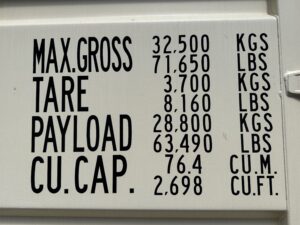 MAX.GROSS 32,500 KGS
71,650 LBS
TARE 3,700 KGS
8,160 LBS
PAYLOAD 28,800 KGS
63,490 LBS
CU.CAP. 76.4 CU.M.
2,698 CU.FT.